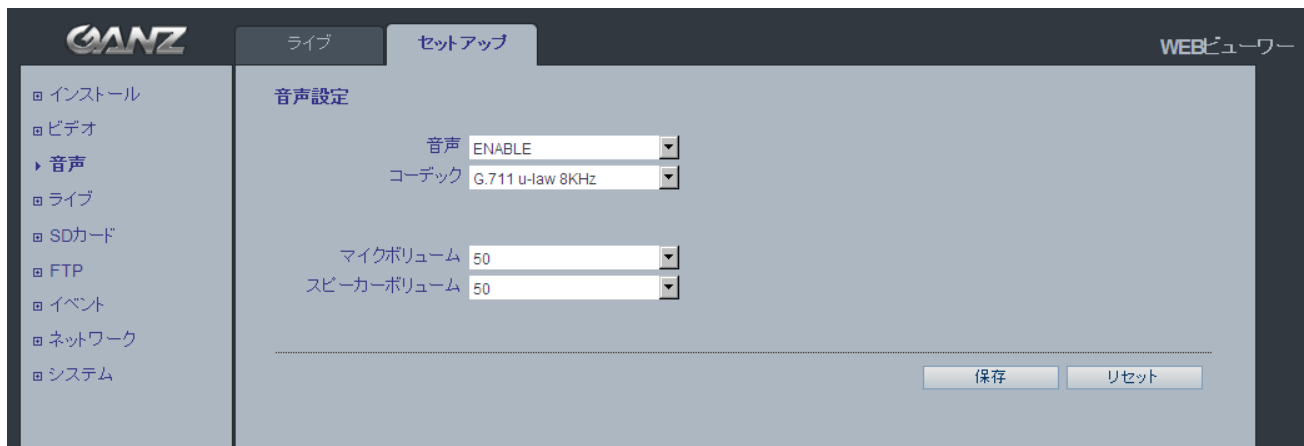 GANZ
ライブ
セットアップ
WEBビューワー
インストール
ビデオ
音声
ライブ
SDカード
FTP
イベント
ネットワーク
システム
音声設定
音声 ENABLE
コーデック G.711 u-law 8KHz
マイクボリューム 50
スピーカーボリューム 50
保存
リセット